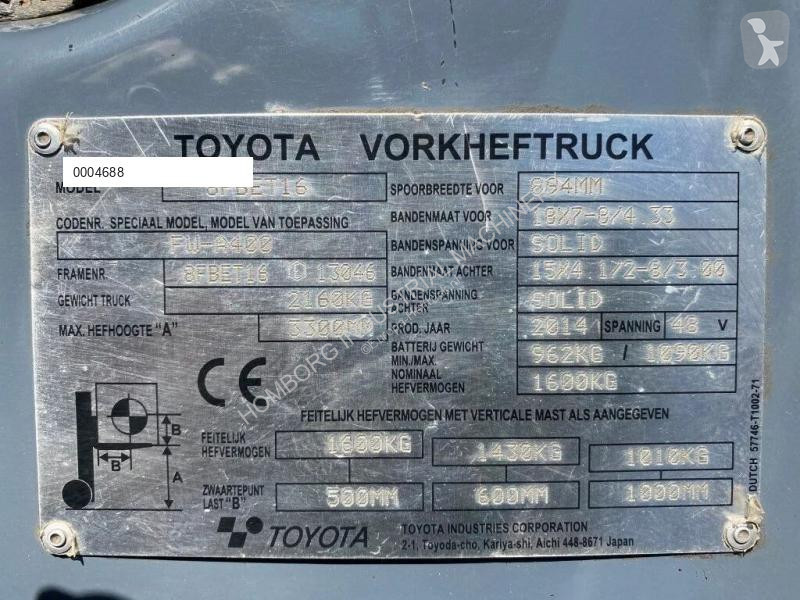 TOYOTA VORKHEFTRUCK
0004688
MODEL 8FBET16
CODENR. SPECIAAL MODEL, MODEL VAN TOEPASSING
FW-A400
FRAMENR. 8FBET16 13046
GEWICHT TRUCK 2160KG
MAX. HEFHOOGTE "A" 3300MM
SPOORBREEDTE VOOR 894MM
BANDENMAAT VOOR 18X7-8/4.33
BANDENSPANNING VOOR SOLID
BANDENMAAT ACHTER 15X4.1/2-8/3.00
BANDENSPANNING
ACHTER SOLID
PROD. JAAR 2014 SPANNING 48 V
BATTERIJ GEWICHT
MIN./MAX. 962KG / 1090KG
NOMINAAL
HEFVERMOGEN 1600KG
CE
FEITELIJK HEFVERMOGEN MET VERTICALE MAST ALS AANGEGEVEN
B
B
A
FEITELIJK
HEFVERMOGEN 1600KG 1430KG 1010KG
ZWAARTEPUNT
LAST "B" 500MM 600MM 1000MM
TOYOTA
TOYOTA INDUSTRIES CORPORATION
2-1, Toyoda-cho, Kariya-shi, Aichi 448-8671 Japan
DUTCH 57746-T1002-71
HOMBORG INDUSTRIAL MACHINERY